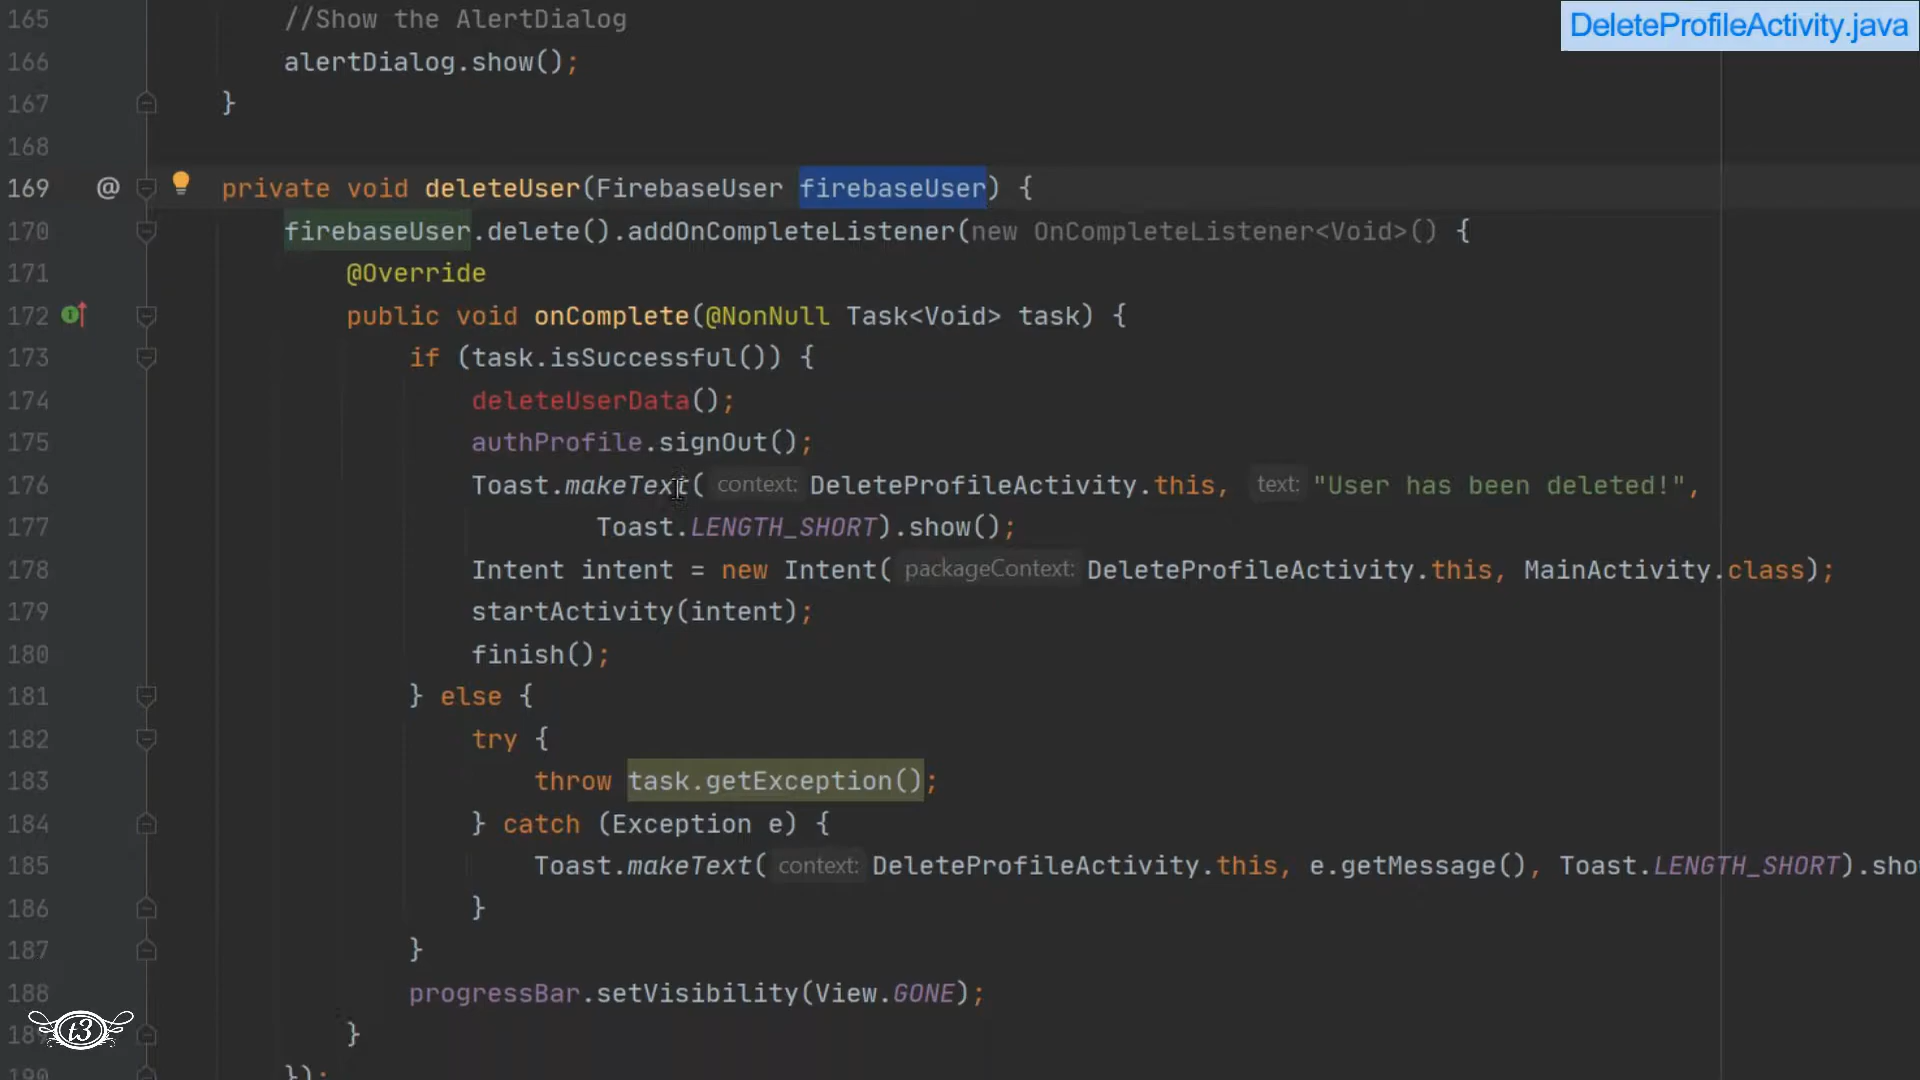 DeleteProfileActivity.java
165 //Show the AlertDialog
166 alertDialog.show();
167 }
168
169 @ private void deleteUser(FirebaseUser firebaseUser) {
170 firebaseUser.delete().addOnCompleteListener(new OnCompleteListener<Void>() {
171 @Override
172 public void onComplete(@NonNull Task<Void> task) {
173 if (task.isSuccessful()) {
174 deleteUserData();
175 authProfile.signOut();
176 Toast.makeText( context: DeleteProfileActivity.this, text: "User has been deleted!",
177 Toast.LENGTH_SHORT).show();
178 Intent intent = new Intent( packageContext: DeleteProfileActivity.this, MainActivity.class);
179 startActivity(intent);
180 finish();
181 } else {
182 try {
183 throw task.getException();
184 } catch (Exception e) {
185 Toast.makeText( context: DeleteProfileActivity.this, e.getMessage(), Toast.LENGTH_SHORT).sho
186 }
187 }
188 progressBar.setVisibility(View.GONE);
189 }
190 });
t3